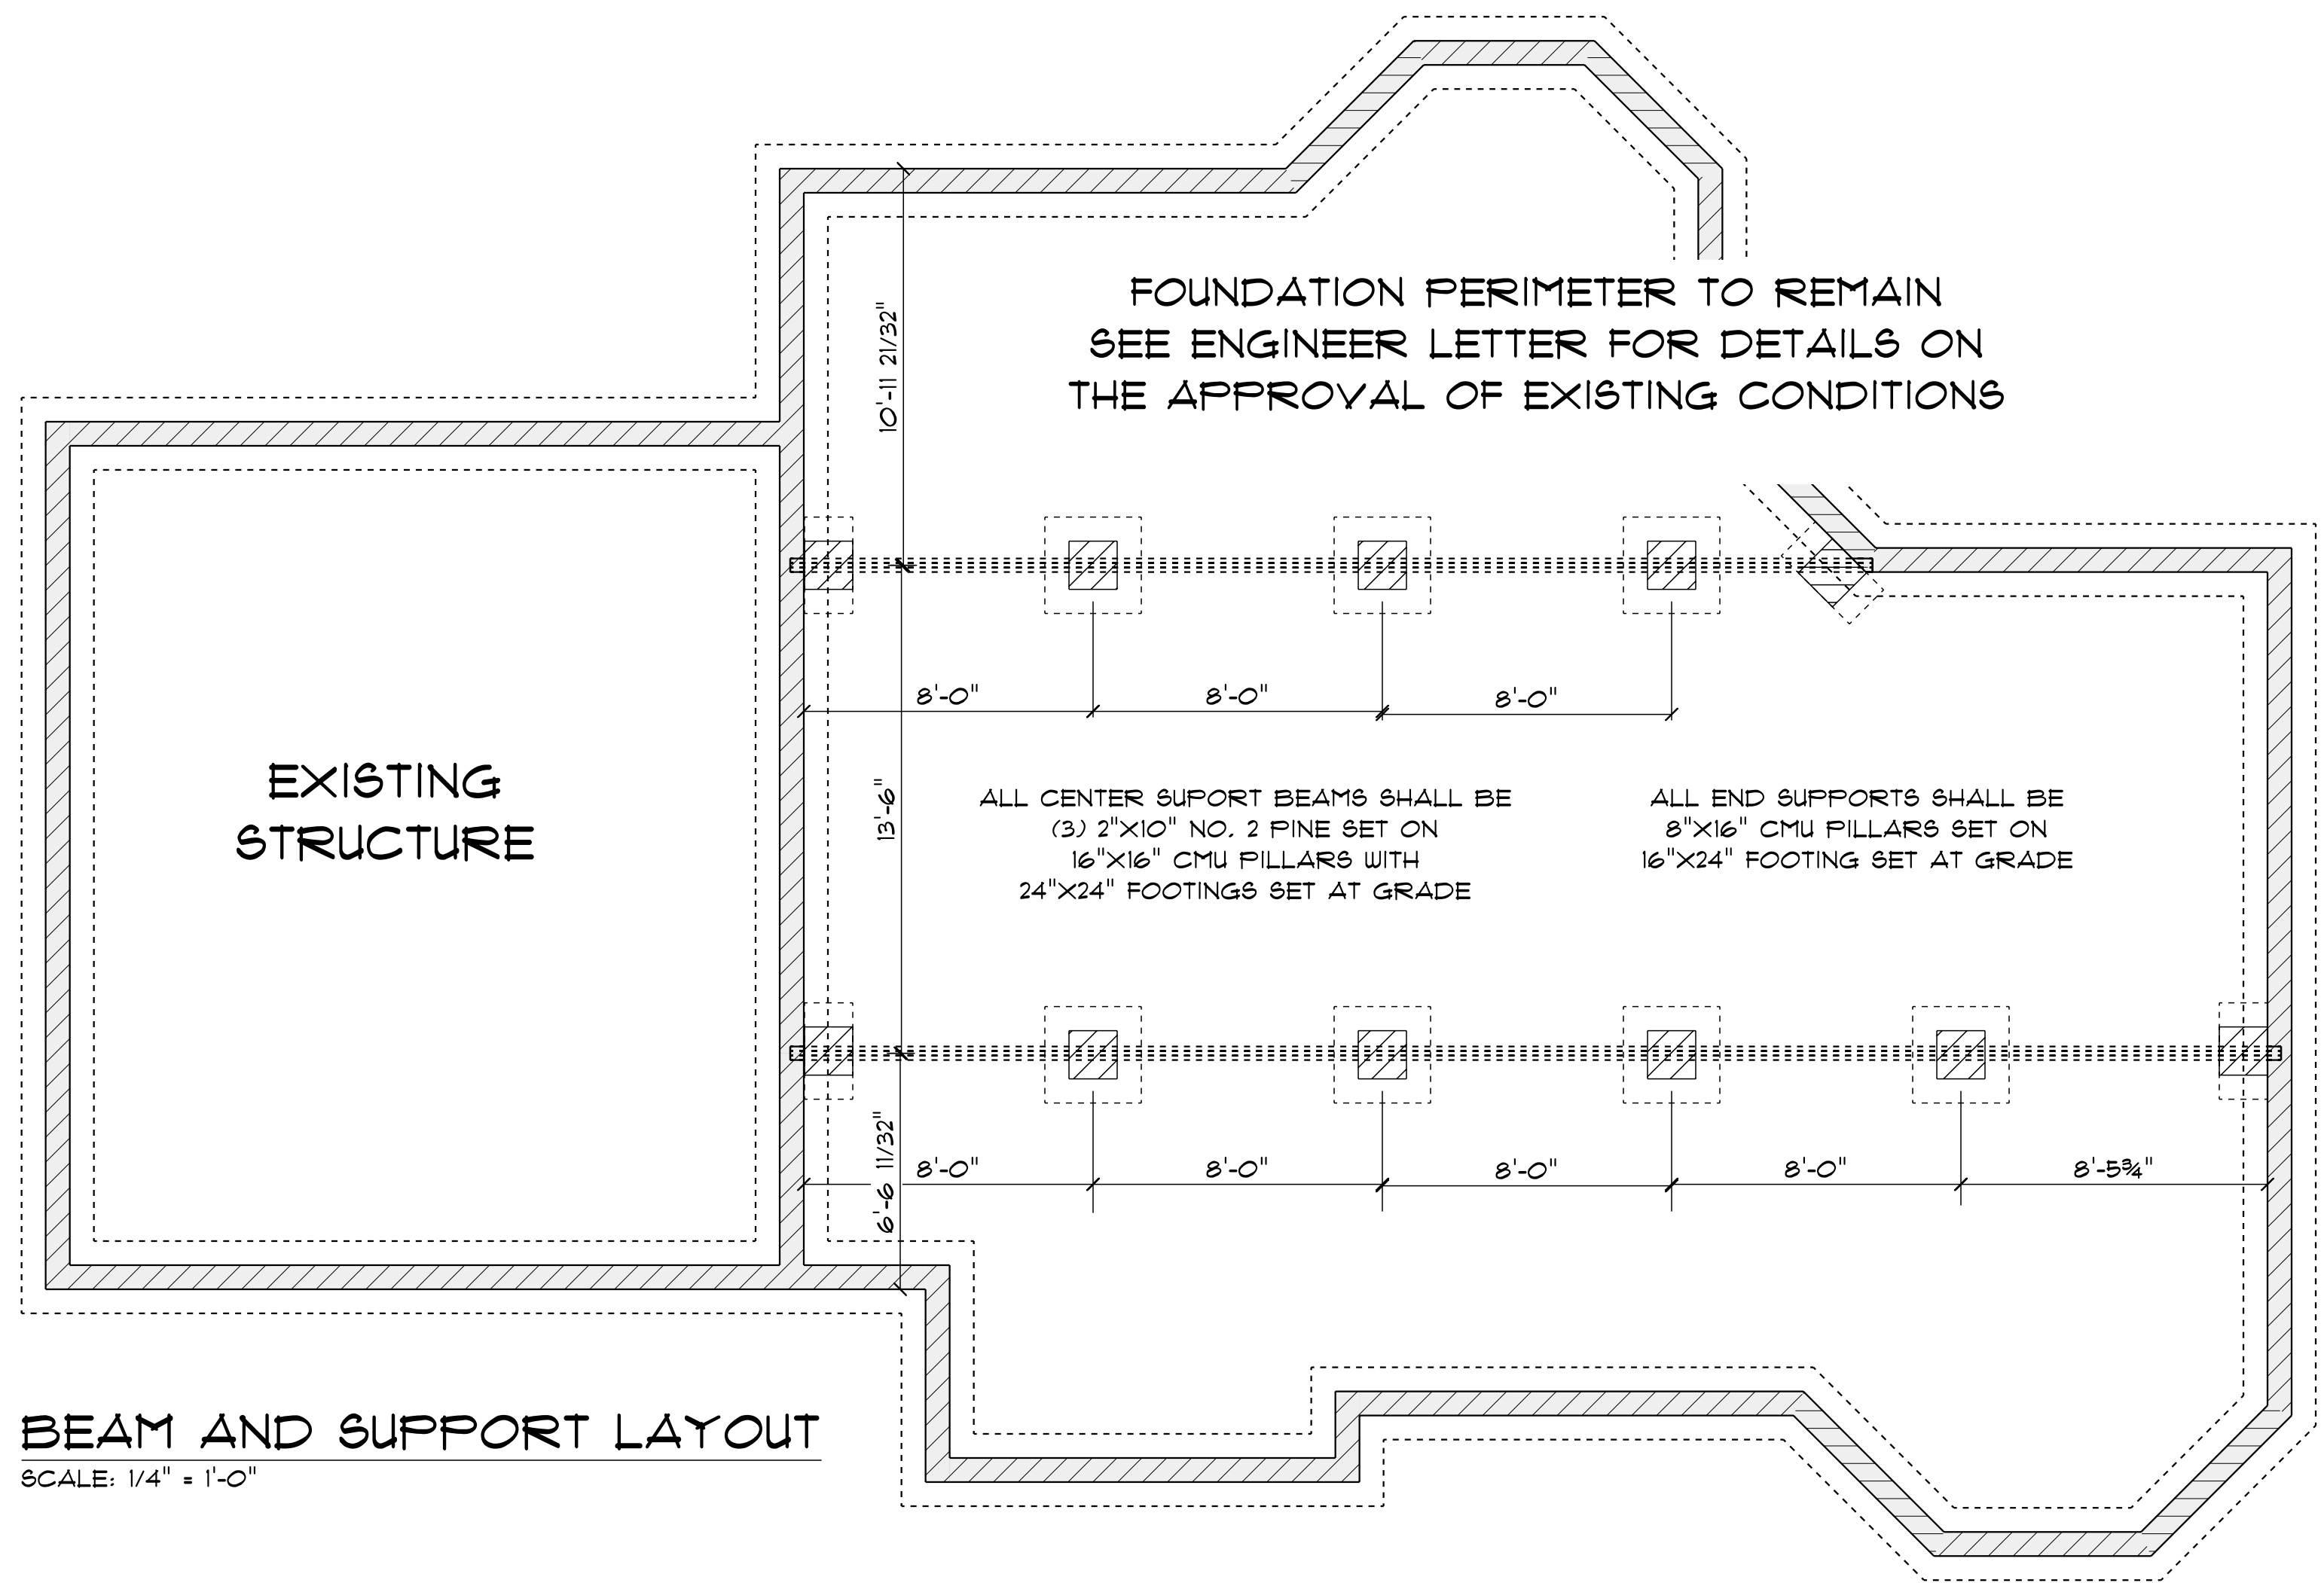 FOUNDATION PERIMETER TO REMAIN
SEE ENGINEER LETTER FOR DETAILS ON
THE APPROVAL OF EXISTING CONDITIONS
10'-11 21/32"
8'-0"
8'-0"
8'-0"
EXISTING
STRUCTURE
13'-6"
ALL CENTER SUPORT BEAMS SHALL BE
(3) 2"X10" NO. 2 PINE SET ON
16"X16" CMU PILLARS WITH
24"X24" FOOTINGS SET AT GRADE
ALL END SUPPORTS SHALL BE
8"X16" CMU PILLARS SET ON
16"X24" FOOTING SET AT GRADE
6'-6 11/32"
8'-0"
8'-0"
8'-0"
8'-0"
8'-5¾"
BEAM AND SUPPORT LAYOUT
SCALE: 1/4" = 1'-0"